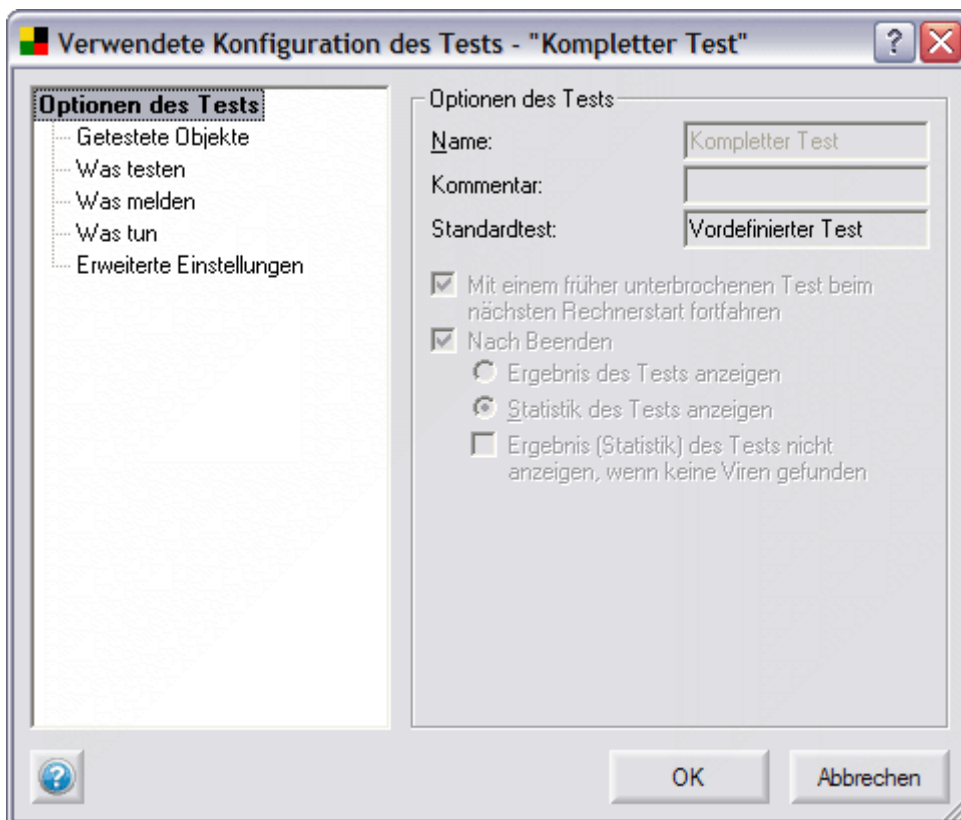 Verwendete Konfiguration des Tests - "Kompletter Test"
Optionen des Tests
Getestete Objekte
Was testen
Was melden
Was tun
Erweiterte Einstellungen
Optionen des Tests
Name: Kompletter Test
Kommentar:
Standardtest: Vordefinierter Test
Mit einem früher unterbrochenen Test beim
nächsten Rechnerstart fortfahren
Nach Beenden
Ergebnis des Tests anzeigen
Statistik des Tests anzeigen
Ergebnis (Statistik) des Tests nicht
anzeigen, wenn keine Viren gefunden
OK
Abbrechen